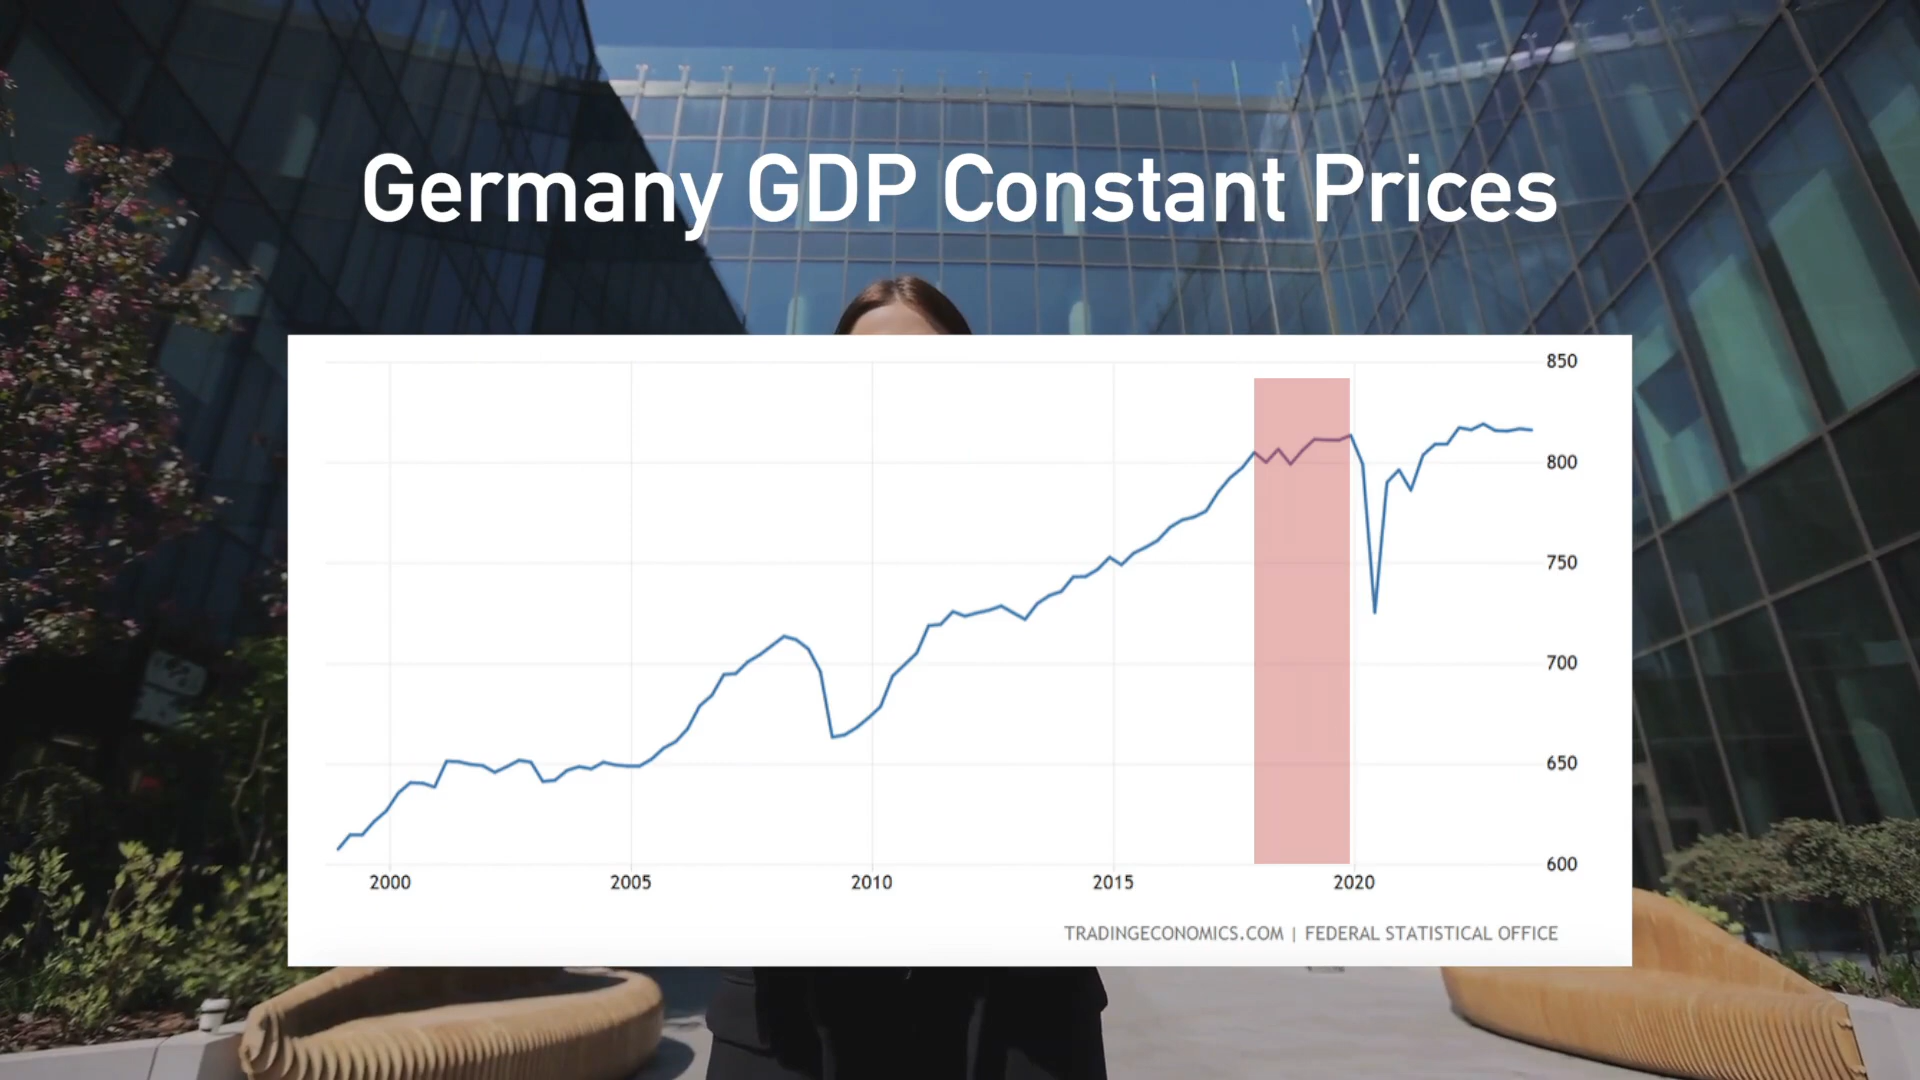 Germany GDP Constant Prices
850
800
750
700
650
600
2000 2005 2010 2015 2020
TRADINGECONOMICS.COM | FEDERAL STATISTICAL OFFICE